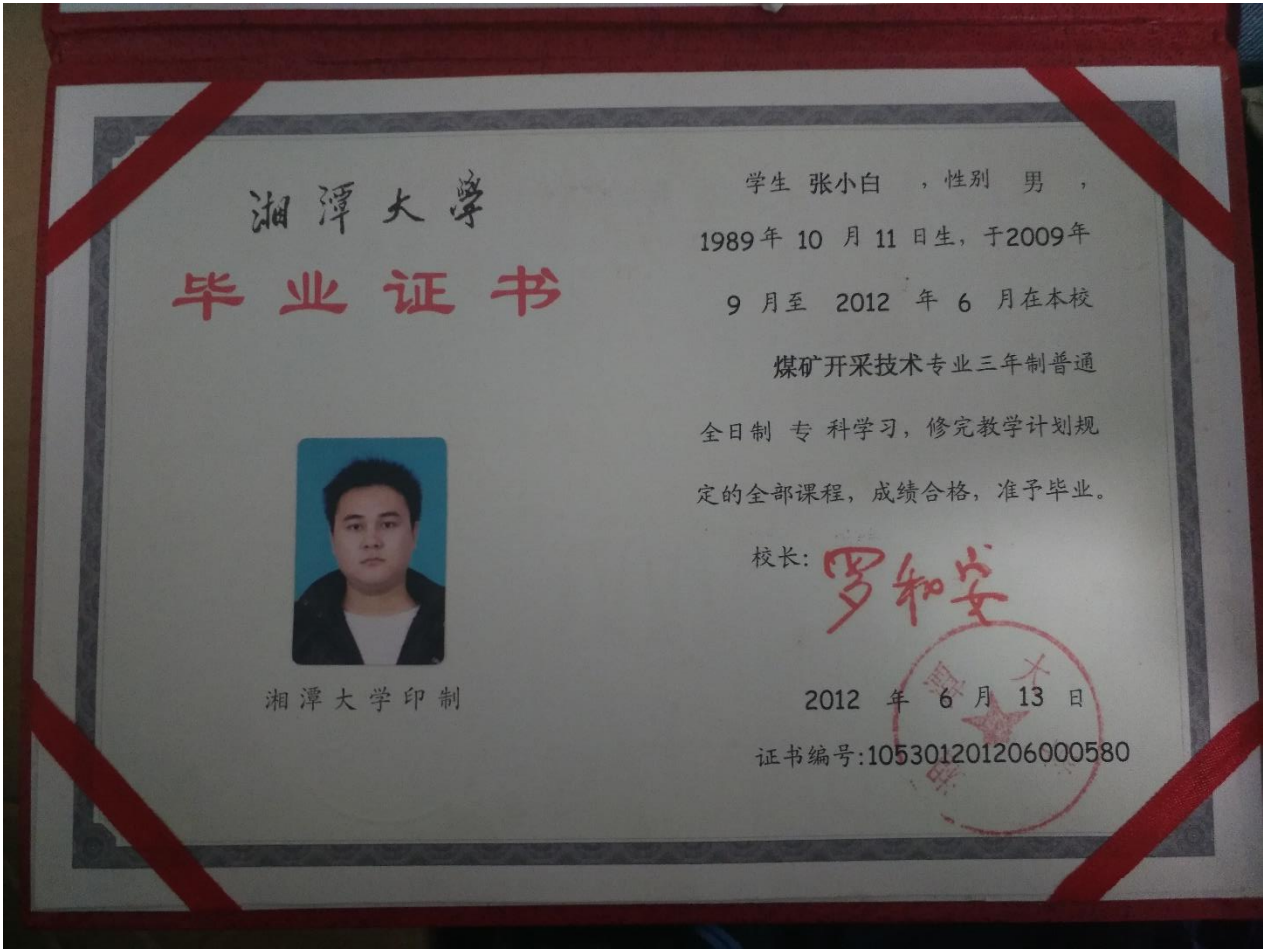 湘潭大學
毕业证书
湘潭大学印制
学生 张小白 ，性别 男 ，
1989年 10 月 11 日生，于2009年
9 月至 2012 年 6 月在本校
煤矿开采技术专业三年制普通
全日制 专 科学习，修完教学计划规
定的全部课程，成绩合格，准予毕业。
校长：罗和安
2012 年 6 月 13 日
证书编号:105301201206000580